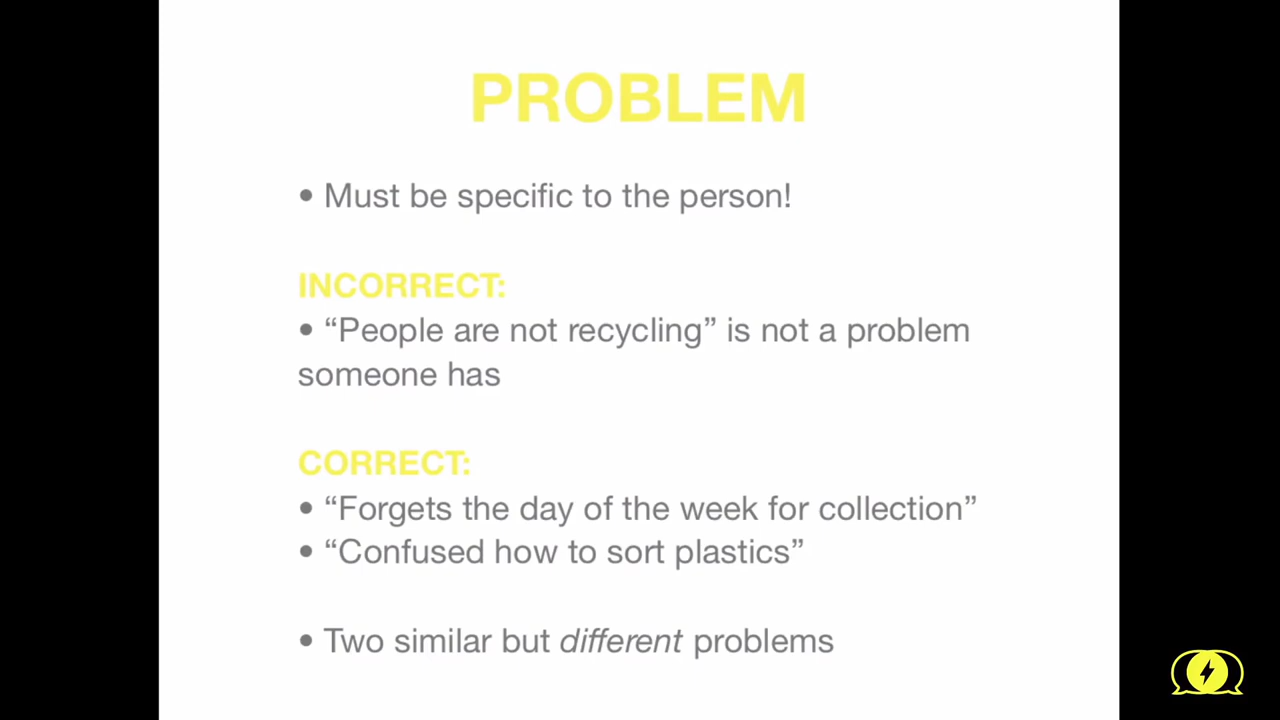 PROBLEM
• Must be specific to the person!
INCORRECT:
• “People are not recycling” is not a problem
someone has
CORRECT:
• “Forgets the day of the week for collection”
• “Confused how to sort plastics”
• Two similar but different problems